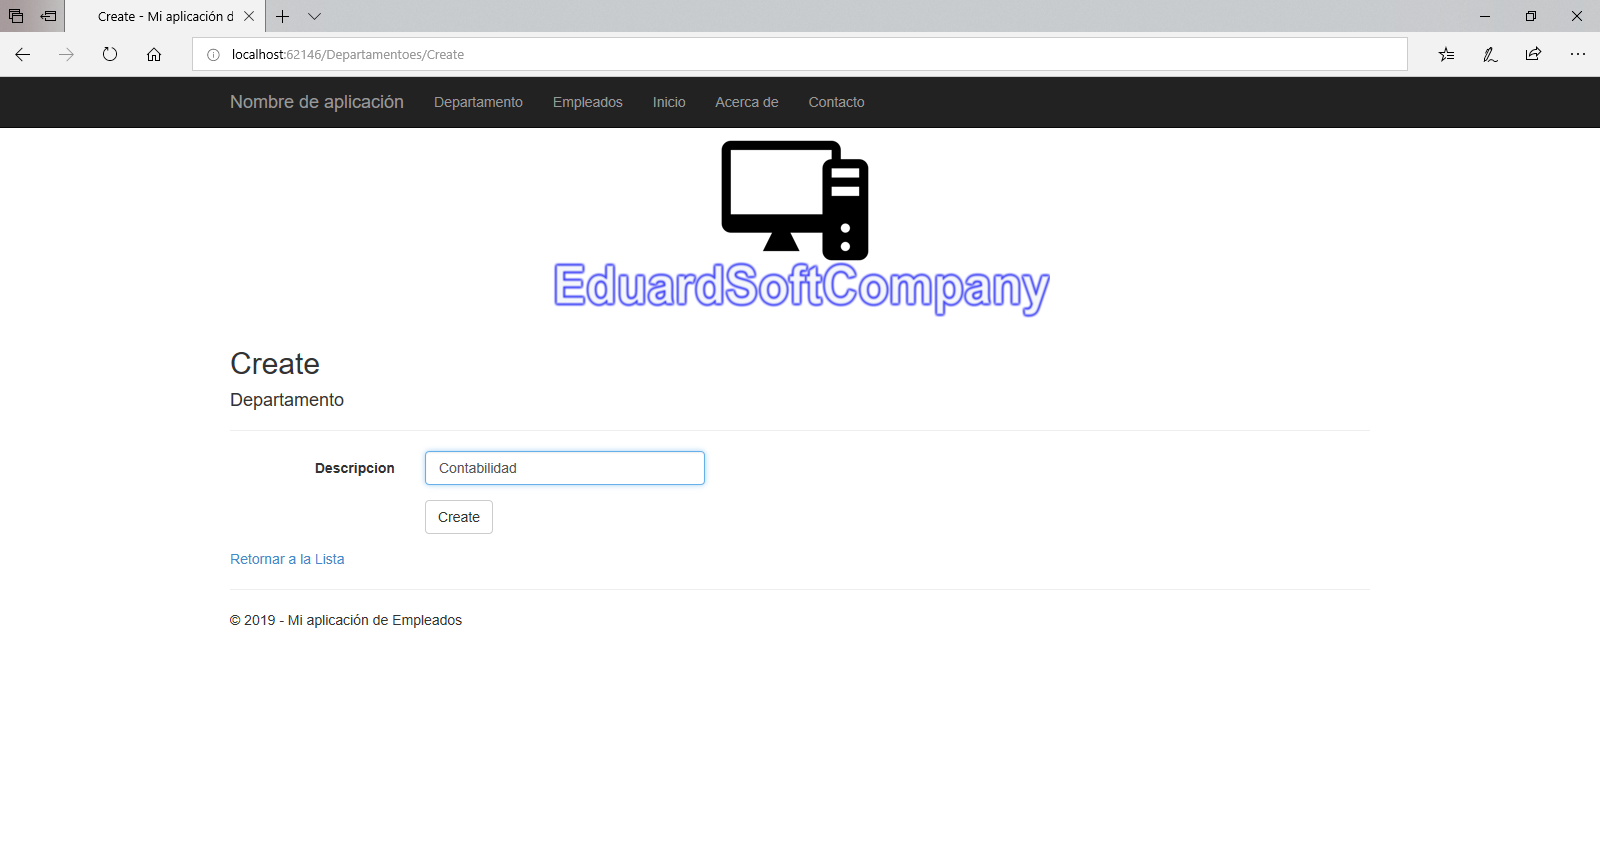 Create - Mi aplicación d
localhost:62146/Departamentoes/Create
Nombre de aplicación Departamento Empleados Inicio Acerca de Contacto
EduardSoftCompany
Create
Departamento
Descripcion Contabilidad
Create
Retornar a la Lista
© 2019 - Mi aplicación de Empleados